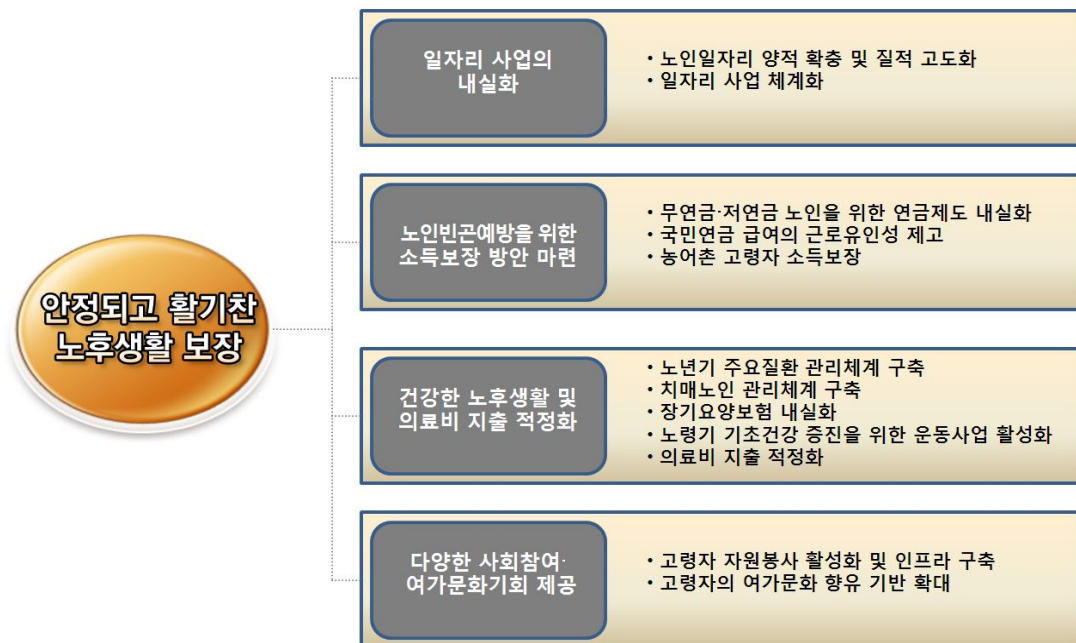 안정되고 활기찬
노후생활 보장
일자리 사업의
내실화
• 노인일자리 양적 확충 및 질적 고도화
• 일자리 사업 체계화
노인빈곤예방을 위한
소득보장 방안 마련
• 무연금·저연금 노인을 위한 연금제도 내실화
• 국민연금 급여의 근로유인성 제고
• 농어촌 고령자 소득보장
건강한 노후생활 및
의료비 지출 적정화
• 노년기 주요질환 관리체계 구축
• 치매노인 관리체계 구축
• 장기요양보험 내실화
• 노령기 기초건강 증진을 위한 운동사업 활성화
• 의료비 지출 적정화
다양한 사회참여·
여가문화기회 제공
• 고령자 자원봉사 활성화 및 인프라 구축
• 고령자의 여가문화 향유 기반 확대